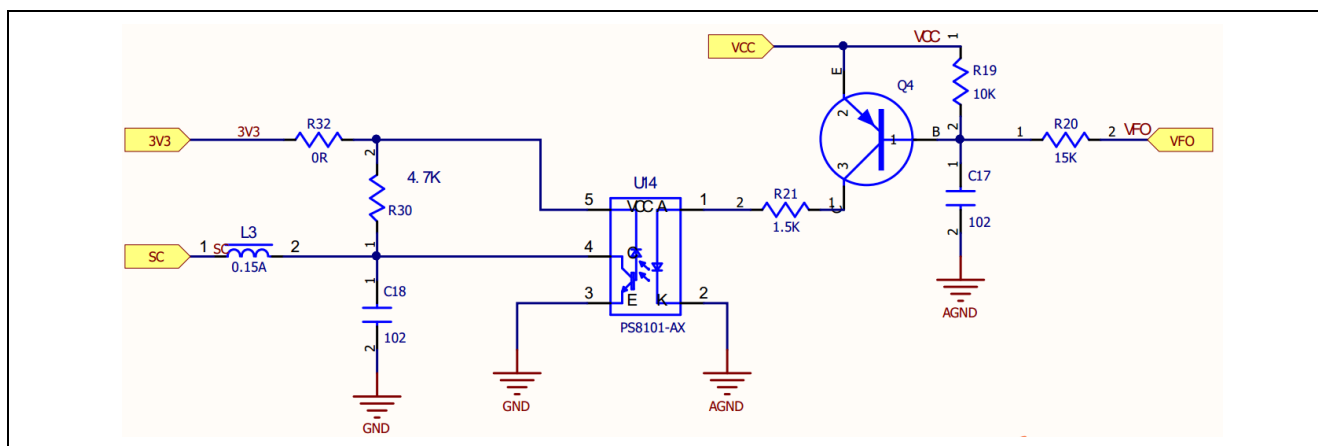 VCC
VCC
1
E
R19
10K
Q4
2
2
3V3
3V3
R32
0R
2
4.7K
R30
1
1
B
1
R20
15K
2
VFO
VFO
3
C
1
C17
102
2
AGND
U14
5
VCC
A
1
2
R21
1.5K
1
SC
1
SC
L3
0.15A
2
4
C
3
E
K
2
PS8101-AX
1
C18
102
2
GND
GND
AGND